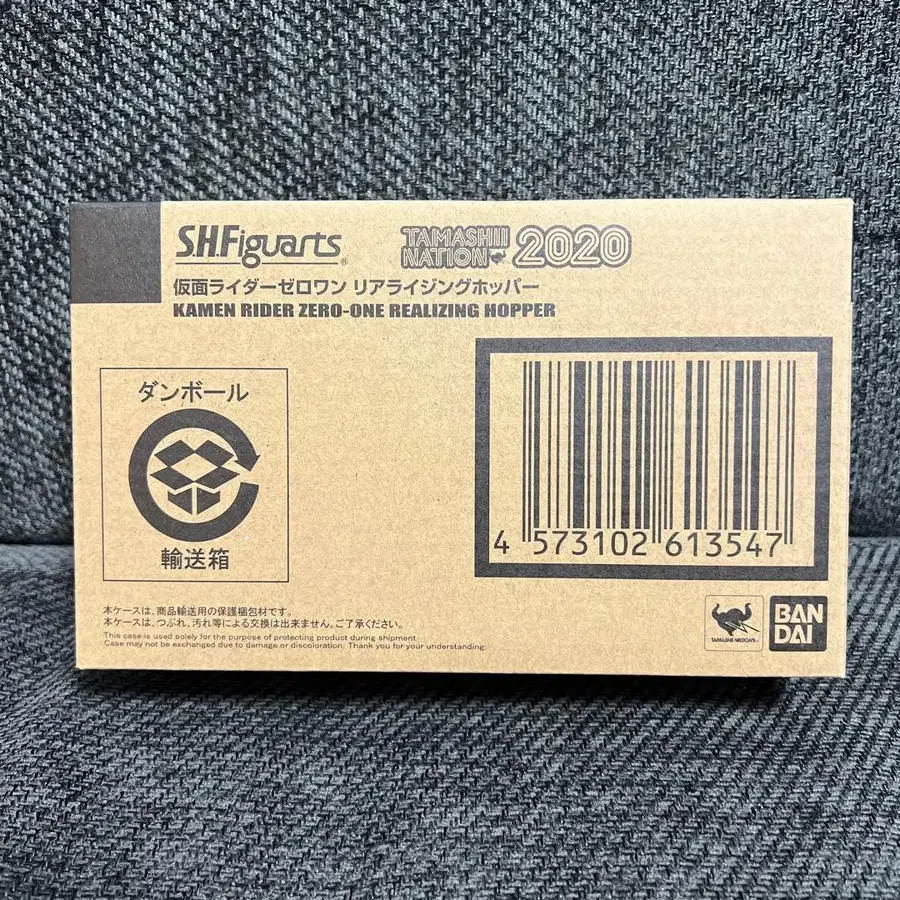 S.H.Figuarts®
TAMASHII NATION 2020
仮面ライダーゼロワン リアライジングホッパー
KAMEN RIDER ZERO-ONE REALIZING HOPPER
ダンボール
輸送箱
4 573102 613547
本ケースは、商品輸送用の保護梱包材です。
本ケースは、つぶれ、汚れ等による交換は出来ません。ご了承ください。
This case is used solely for the purpose of protecting product during shipment.
Case may not be exchanged due to damage or discoloration. Thank you for your understanding.
TAMASHII NATIONS
BAN
DAI